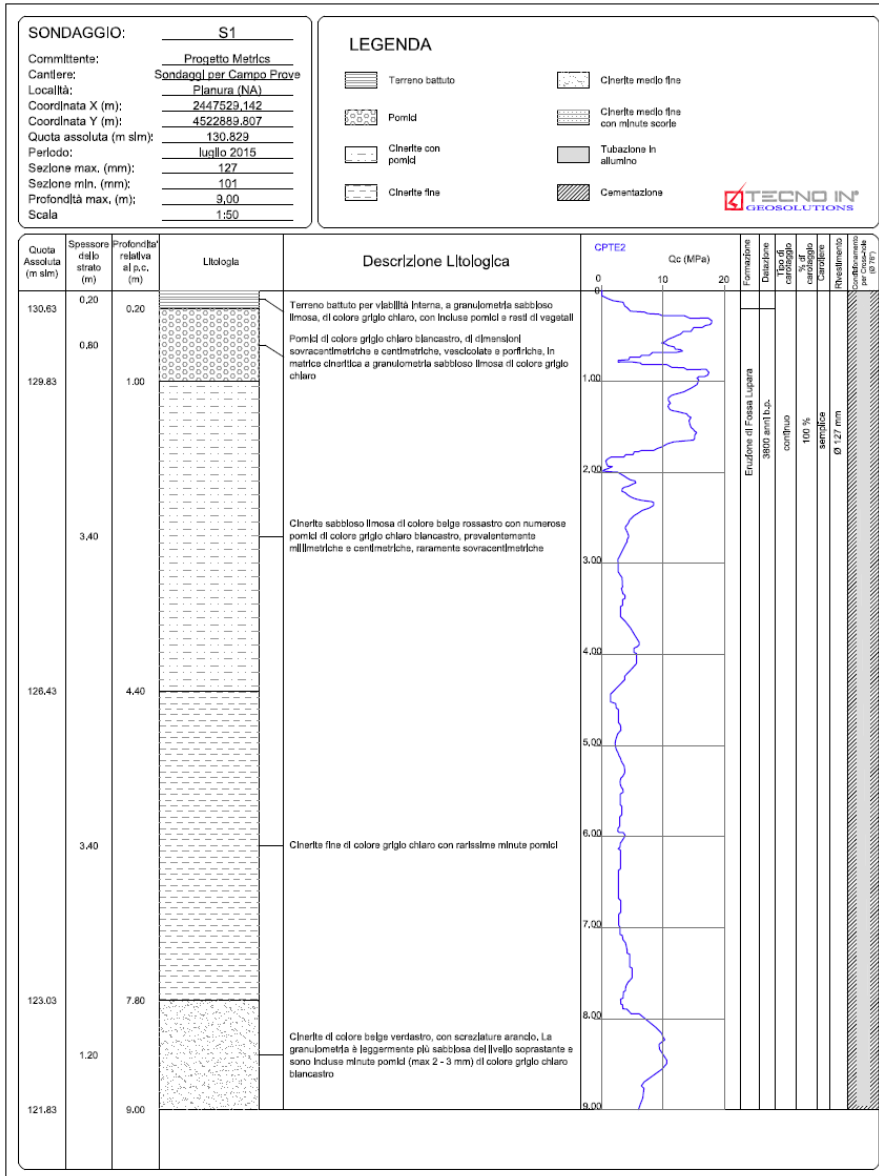 SONDAGGIO: S1
Committente: Progetto Metrics
Cantiere: Sondaggi per Campo Prove
Località: Pianura (NA)
Coordinata X (m): 2447529,142
Coordinata Y (m): 4522889.807
Quota assoluta (m slm): 130.829
Periodo: luglio 2015
Sezione max. (mm): 127
Sezione min. (mm): 101
Profondità max. (m): 9,00
Scala 1:50
LEGENDA
Terreno battuto
Pomici
Cinerite con
pomici
Cinerite fine
Cinerite medio fine
Cinerite medio fine
con minute scorie
Tubazione in
allumino
Cementazione
TECNO IN
GEOSOLUTIONS
Quota
Assoluta
(m slm)
Spessore
dello
strato
(m)
Profondita'
relativa
al p.c.
(m)
Litologia
Descrizione Litologica
CPTE2
Qc (MPa)
0 10 20
Formazione
Datazione
Tipo di
carotaggio
% di
carotaggio
Carotiere
Rivestimento
Condizionamento
per Cross-hole
(Ø 76")
0,20
130.63 0.20
Terreno battuto per viabilità interna, a granulometria sabbioso
limosa, di colore grigio chiaro, con incluse pomici e resti di vegetali
0,80
Pomici di colore grigio chiaro biancastro, di dimensioni
sovracentimetriche e centimetriche, vescicolate e porfiriche, in
matrice cineritica a granulometria sabbioso limosa di colore grigio
chiaro
129.83 1.00
3,40
Cinerite sabbioso limosa di colore beige rossastro con numerose
pomici di colore grigio chiaro biancastro, prevalentemente
millimetriche e centimetriche, raramente sovracentimetriche
126.43 4.40
3.40
Cinerite fine di colore grigio chiaro con rarissime minute pomici
123.03 7.80
1.20
Cinerite di colore beige verdastro, con screziature arancio. La
granulometria è leggermente più sabbiosa del livello soprastante e
sono incluse minute pomici (max 2 - 3 mm) di colore grigio chiaro
biancastro
121.83 9.00
0
1.00
2,00
3.00
4,00
5,00
6,00
7,00
8.00
9.00
Eruzione di Fossa Lupara
3800 anni b.p.
continuo
100 %
semplice
Ø 127 mm